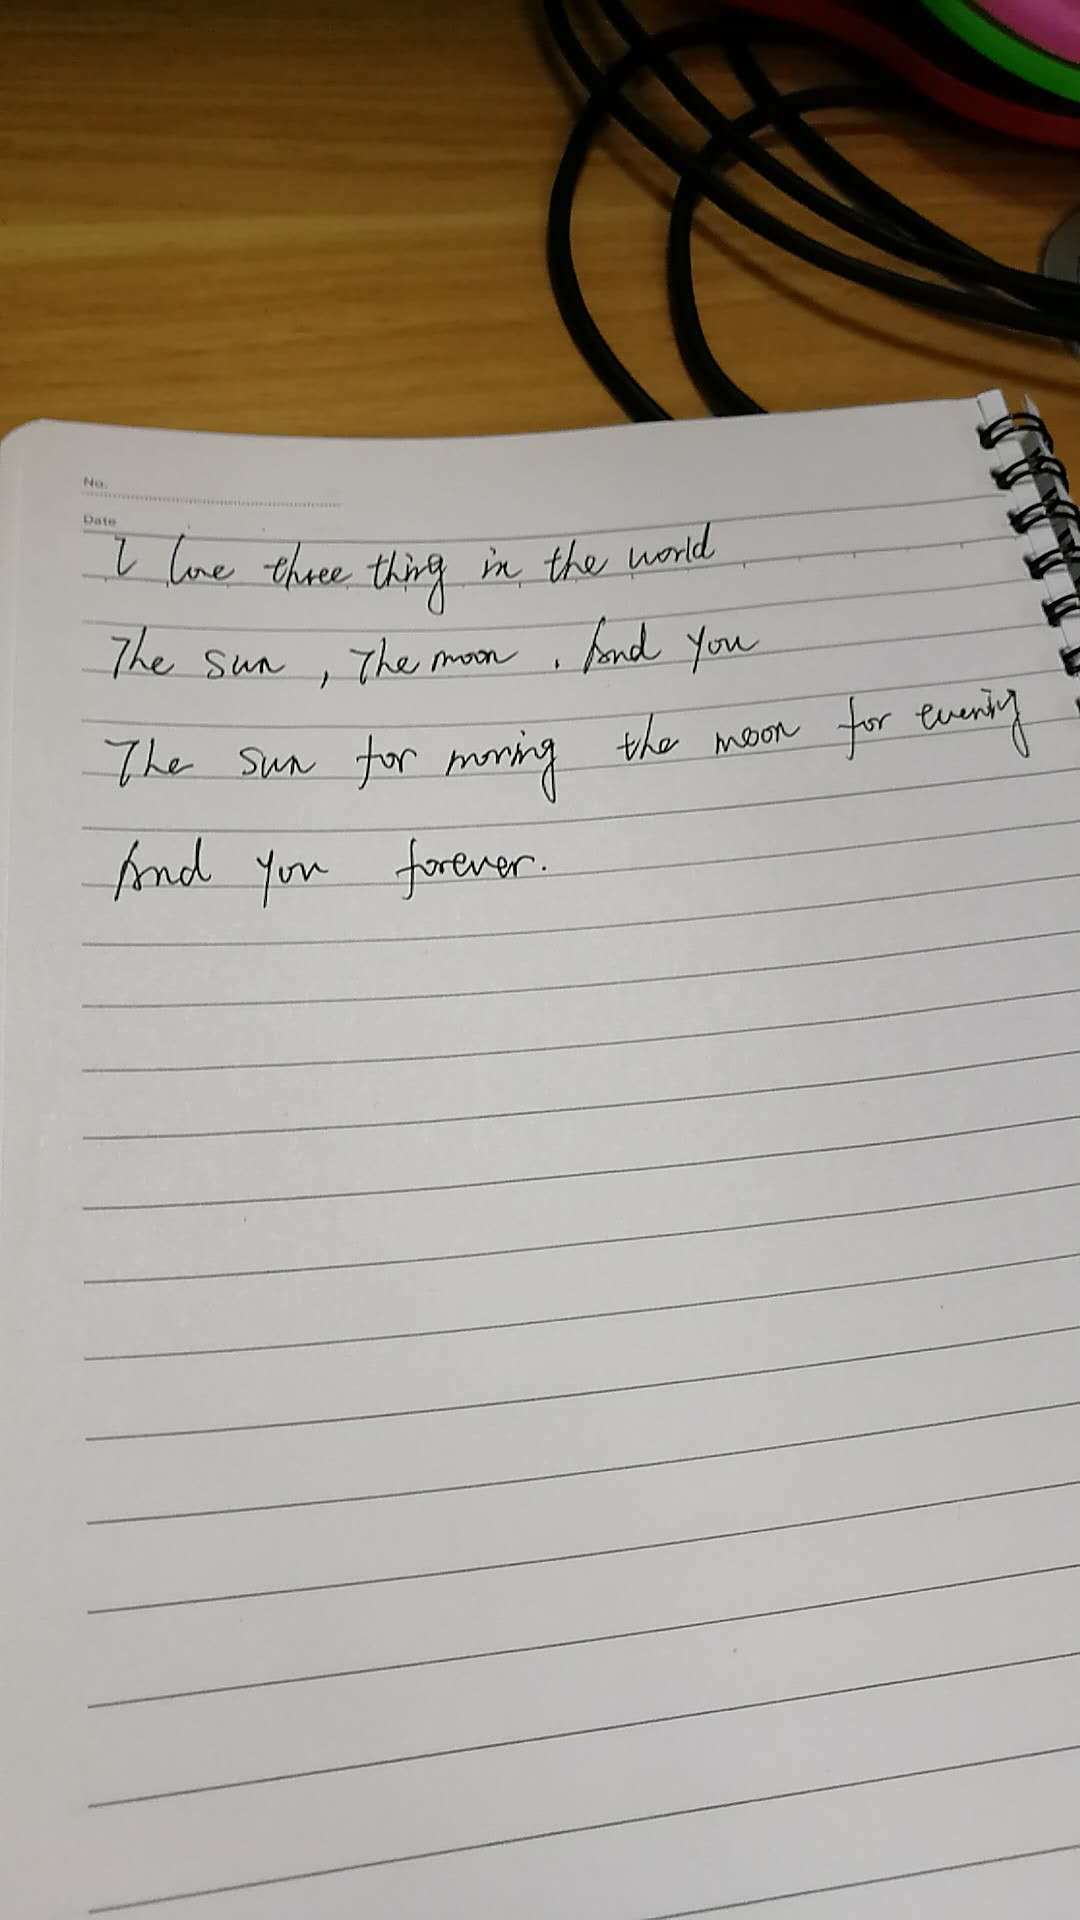 No.
Date
I love three thing in the world
The sun , The moon . And you
The sun for moring the moon for evenity
And you forever.